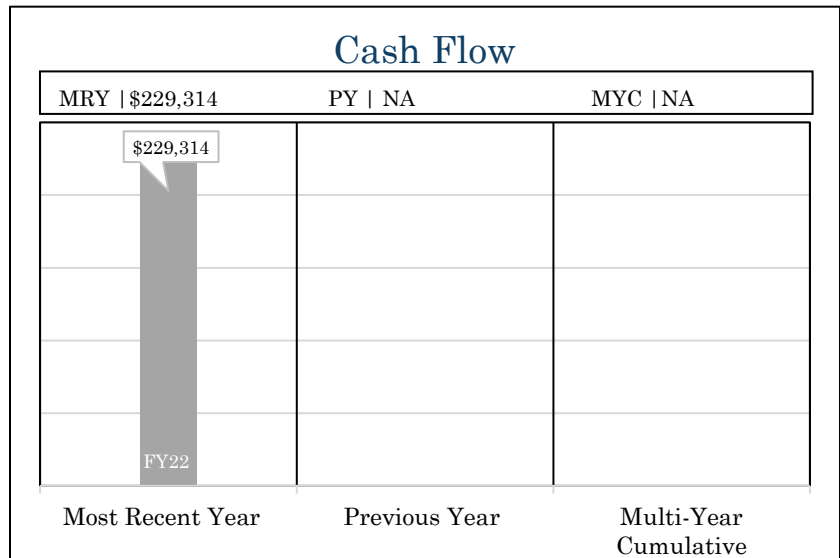 Cash Flow
MRY |$229,314 PY | NA MYC |NA
$229,314
FY22
Most Recent Year Previous Year Multi-Year
Cumulative